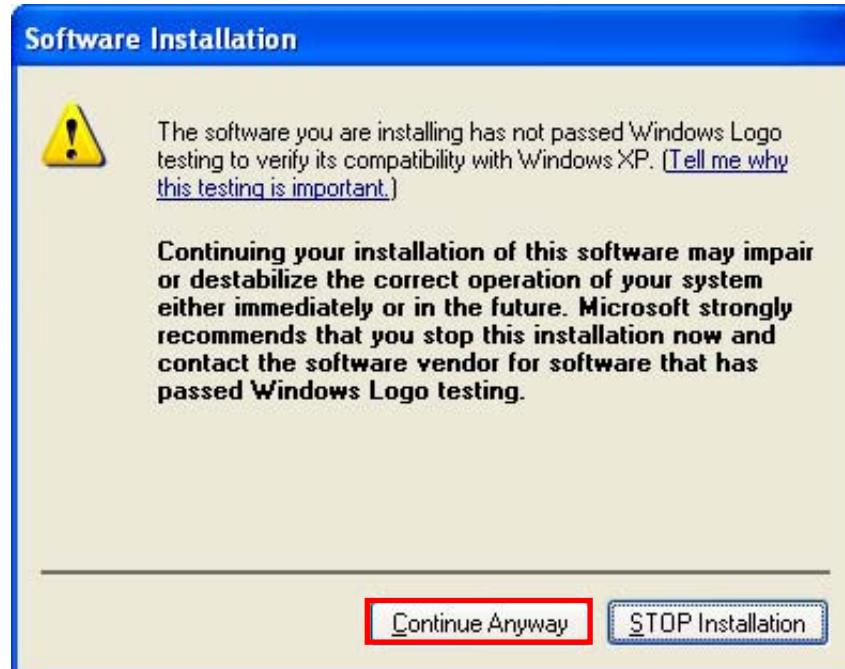 Software Installation
The software you are installing has not passed Windows Logo
testing to verify its compatibility with Windows XP. (Tell me why
this testing is important.)
Continuing your installation of this software may impair
or destabilize the correct operation of your system
either immediately or in the future. Microsoft strongly
recommends that you stop this installation now and
contact the software vendor for software that has
passed Windows Logo testing.
Continue Anyway
STOP Installation